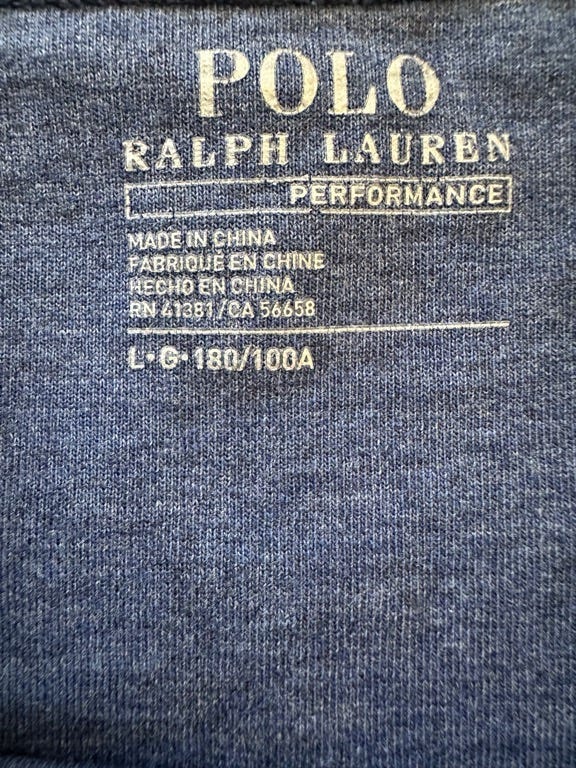 POLO
RALPH LAUREN
PERFORMANCE
MADE IN CHINA
FABRIQUE EN CHINE
HECHO EN CHINA
RN 41381/CA 56658
L•G•180/100A